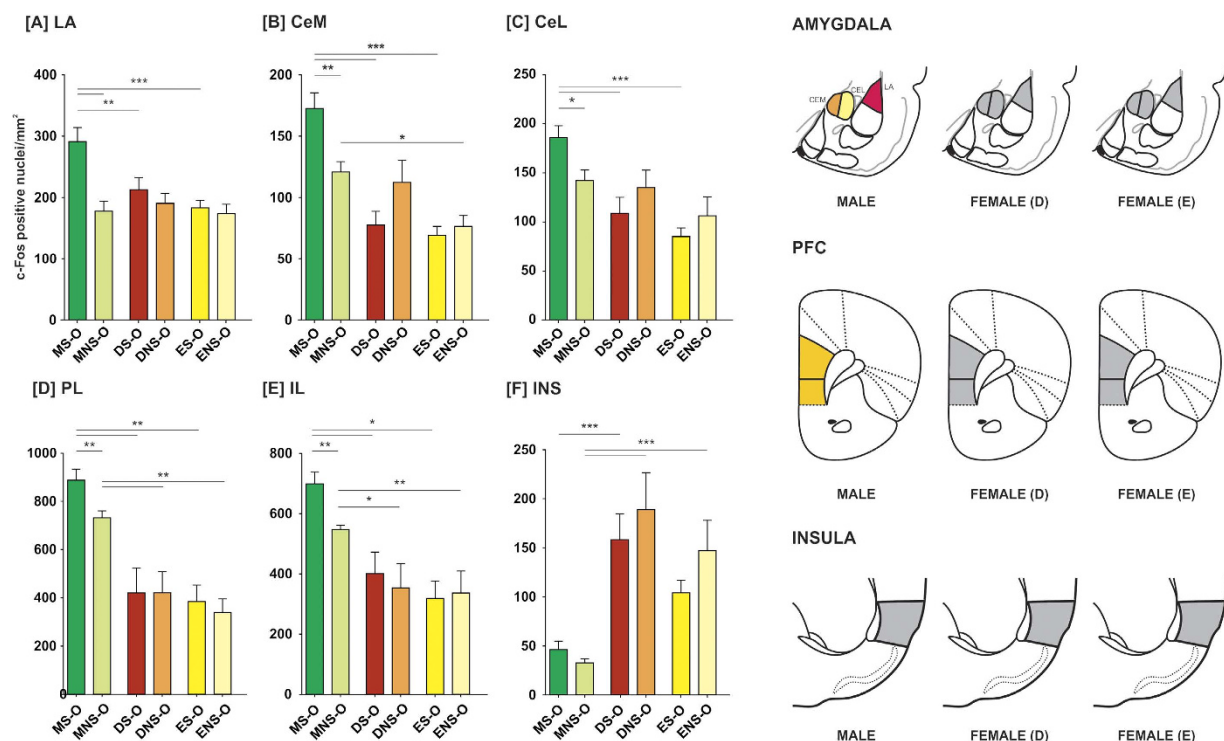 [A] LA
[B] CeM
[C] CeL
AMYGDALA
c-Fos positive nuclei/mm²
400
300
200
100
0
***
**
MS-O
MNS-O
DS-O
DNS-O
ES-O
ENS-O
200
150
100
50
0
***
**
*
MS-O
MNS-O
DS-O
DNS-O
ES-O
ENS-O
250
200
150
100
50
0
***
*
MS-O
MNS-O
DS-O
DNS-O
ES-O
ENS-O
CEM
CEL
LA
MALE
FEMALE (D)
FEMALE (E)
PFC
MALE
FEMALE (D)
FEMALE (E)
[D] PL
[E] IL
[F] INS
1000
800
600
400
200
0
**
**
**
MS-O
MNS-O
DS-O
DNS-O
ES-O
ENS-O
800
600
400
200
0
*
**
**
*
MS-O
MNS-O
DS-O
DNS-O
ES-O
ENS-O
250
200
150
100
50
0
***
***
MS-O
MNS-O
DS-O
DNS-O
ES-O
ENS-O
INSULA
MALE
FEMALE (D)
FEMALE (E)